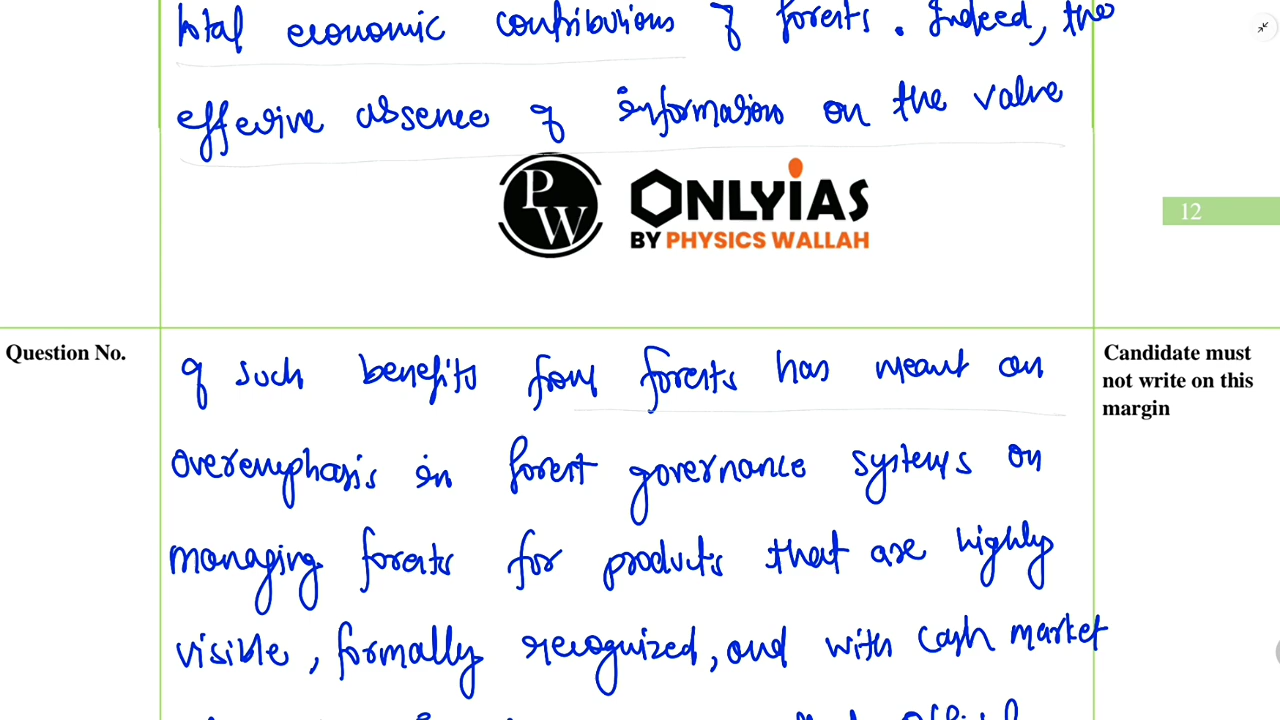 total economic contributions of forests. Indeed, the
effective absence of information on the value
PW ONLYIAS
BY PHYSICS WALLAH
12
Question No.
of such benefits from forests has meant an
Candidate must
not write on this
margin
overemphasis in forest governance systems on
managing forests for products that are highly
visible, formally recognized, and with cash market
official